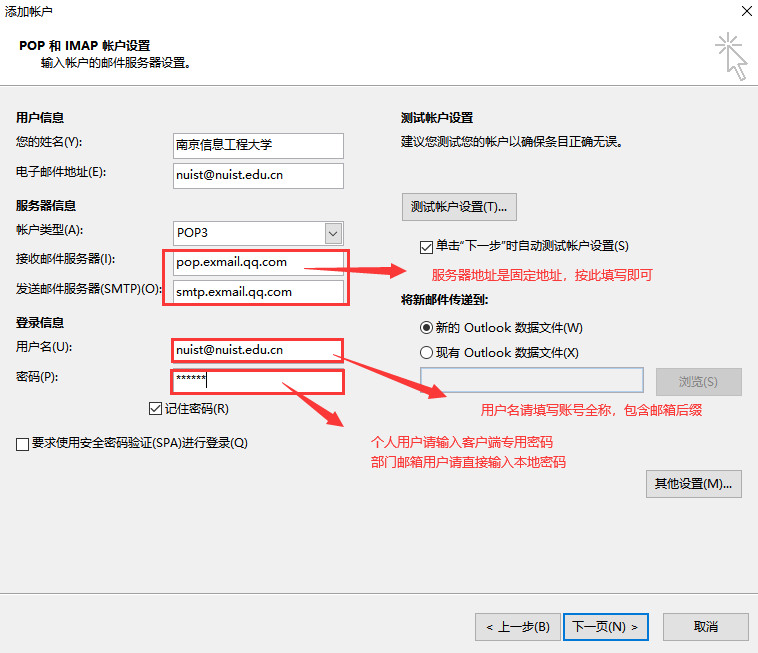 添加帐户
POP 和 IMAP 帐户设置
输入帐户的邮件服务器设置。
用户信息
您的姓名(Y):
南京信息工程大学
电子邮件地址(E):
nuist@nuist.edu.cn
服务器信息
帐户类型(A):
POP3
接收邮件服务器(I):
pop.exmail.qq.com
发送邮件服务器(SMTP)(O):
smtp.exmail.qq.com
登录信息
用户名(U):
nuist@nuist.edu.cn
密码(P):
******
记住密码(R)
要求使用安全密码验证(SPA)进行登录(Q)
测试帐户设置
建议您测试您的帐户以确保条目正确无误。
测试帐户设置(T)...
单击“下一步”时自动测试帐户设置(S)
服务器地址是固定地址，按此填写即可
将新邮件传递到:
新的 Outlook 数据文件(W)
现有 Outlook 数据文件(X)
浏览(S)
用户名请填写账号全称，包含邮箱后缀
个人用户请输入客户端专用密码
部门邮箱用户请直接输入本地密码
其他设置(M)...
< 上一步(B)
下一页(N) >
取消